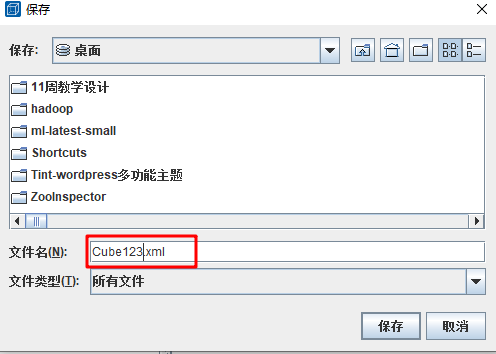 保存
保存: 桌面
11周教学设计
hadoop
ml-latest-small
Shortcuts
Tint-wordpress多功能主题
ZooInspector
文件名(N): Cube123.xml
文件类型(T): 所有文件
保存 取消